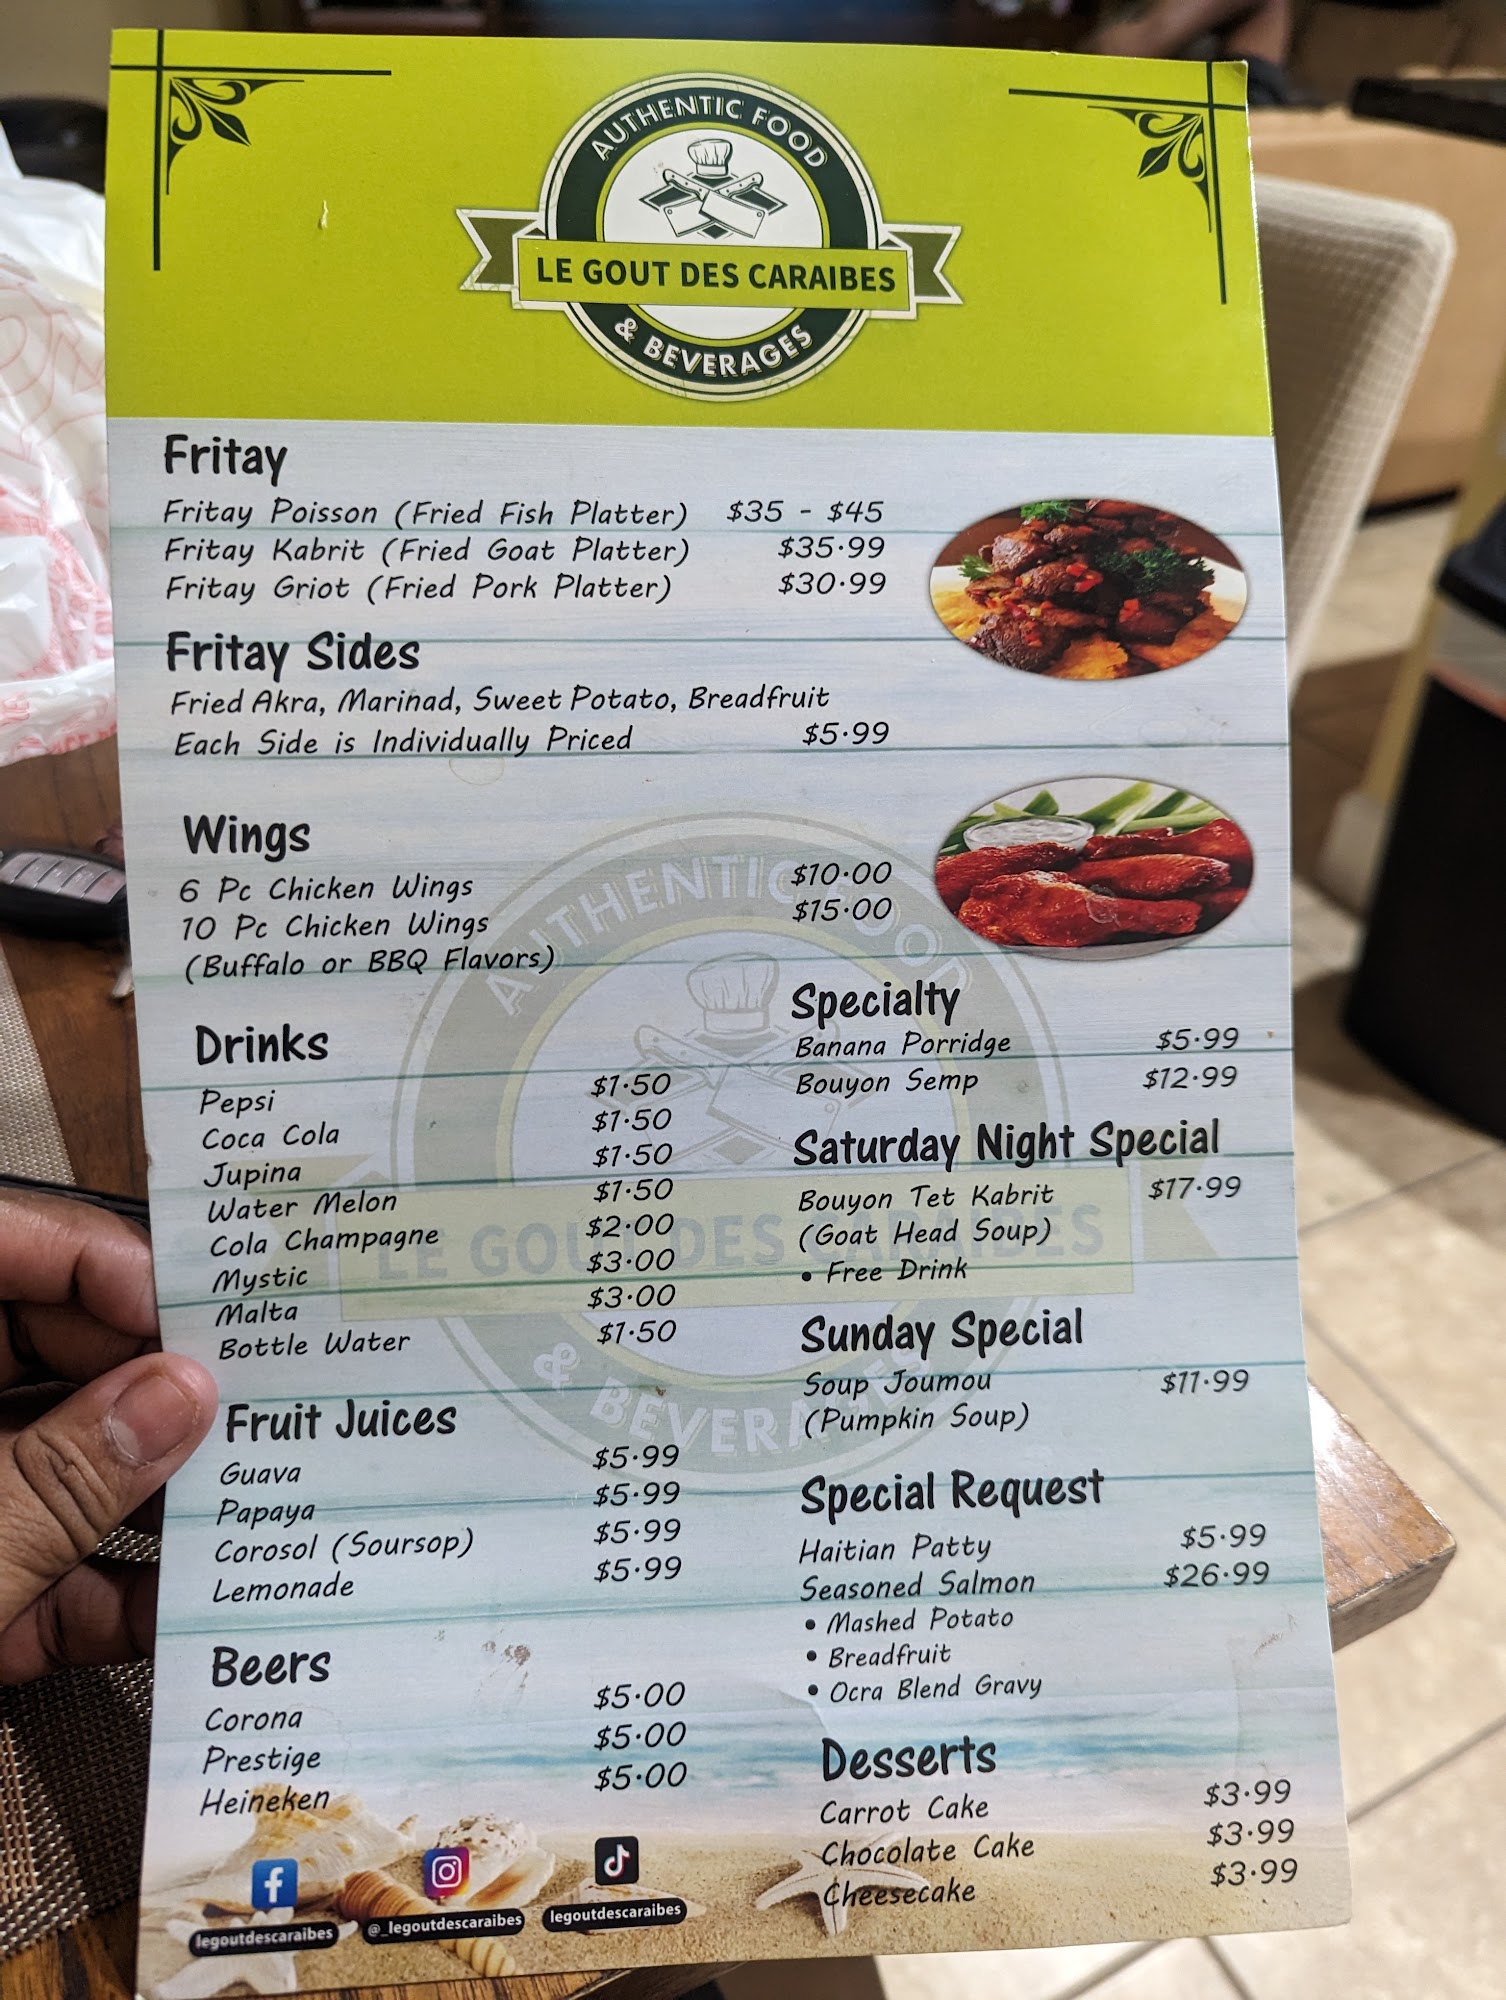 AUTHENTIC FOOD
LE GOUT DES CARAIBES
& BEVERAGES
Fritay
Fritay Poisson (Fried Fish Platter) $35 - $45
Fritay Kabrit (Fried Goat Platter) $35.99
Fritay Griot (Fried Pork Platter) $30.99
Fritay Sides
Fried Akra, Marinad, Sweet Potato, Breadfruit
Each Side is Individually Priced $5.99
Wings
6 Pc Chicken Wings $10.00
10 Pc Chicken Wings $15.00
(Buffalo or BBQ Flavors)
Drinks
Pepsi $1.50
Coca Cola $1.50
Jupina $1.50
Water Melon $1.50
Cola Champagne $2.00
Mystic $3.00
Malta $3.00
Bottle Water $1.50
Fruit Juices
Guava $5.99
Papaya $5.99
Corosol (Soursop) $5.99
Lemonade $5.99
Beers
Corona $5.00
Prestige $5.00
Heineken $5.00
Specialty
Banana Porridge $5.99
Bouyon Semp $12.99
Saturday Night Special
Bouyon Tet Kabrit $17.99
(Goat Head Soup)
• Free Drink
Sunday Special
Soup Joumou $11.99
(Pumpkin Soup)
Special Request
Haitian Patty $5.99
Seasoned Salmon $26.99
• Mashed Potato
• Breadfruit
• Ocra Blend Gravy
Desserts
Carrot Cake $3.99
Chocolate Cake $3.99
Cheesecake $3.99
AUTHENTIC FOOD
LE GOUT DES CARAIBES
& BEVERAGES
legoutdescaraibes
@_legoutdescaraibes
legoutdescaraibes